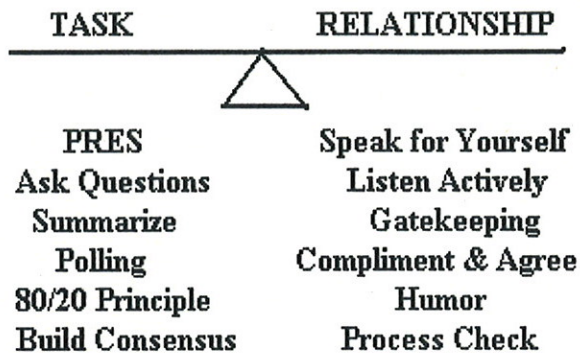 TASK RELATIONSHIP
PRES Speak for Yourself
Ask Questions Listen Actively
Summarize Gatekeeping
Polling Compliment & Agree
80/20 Principle Humor
Build Consensus Process Check